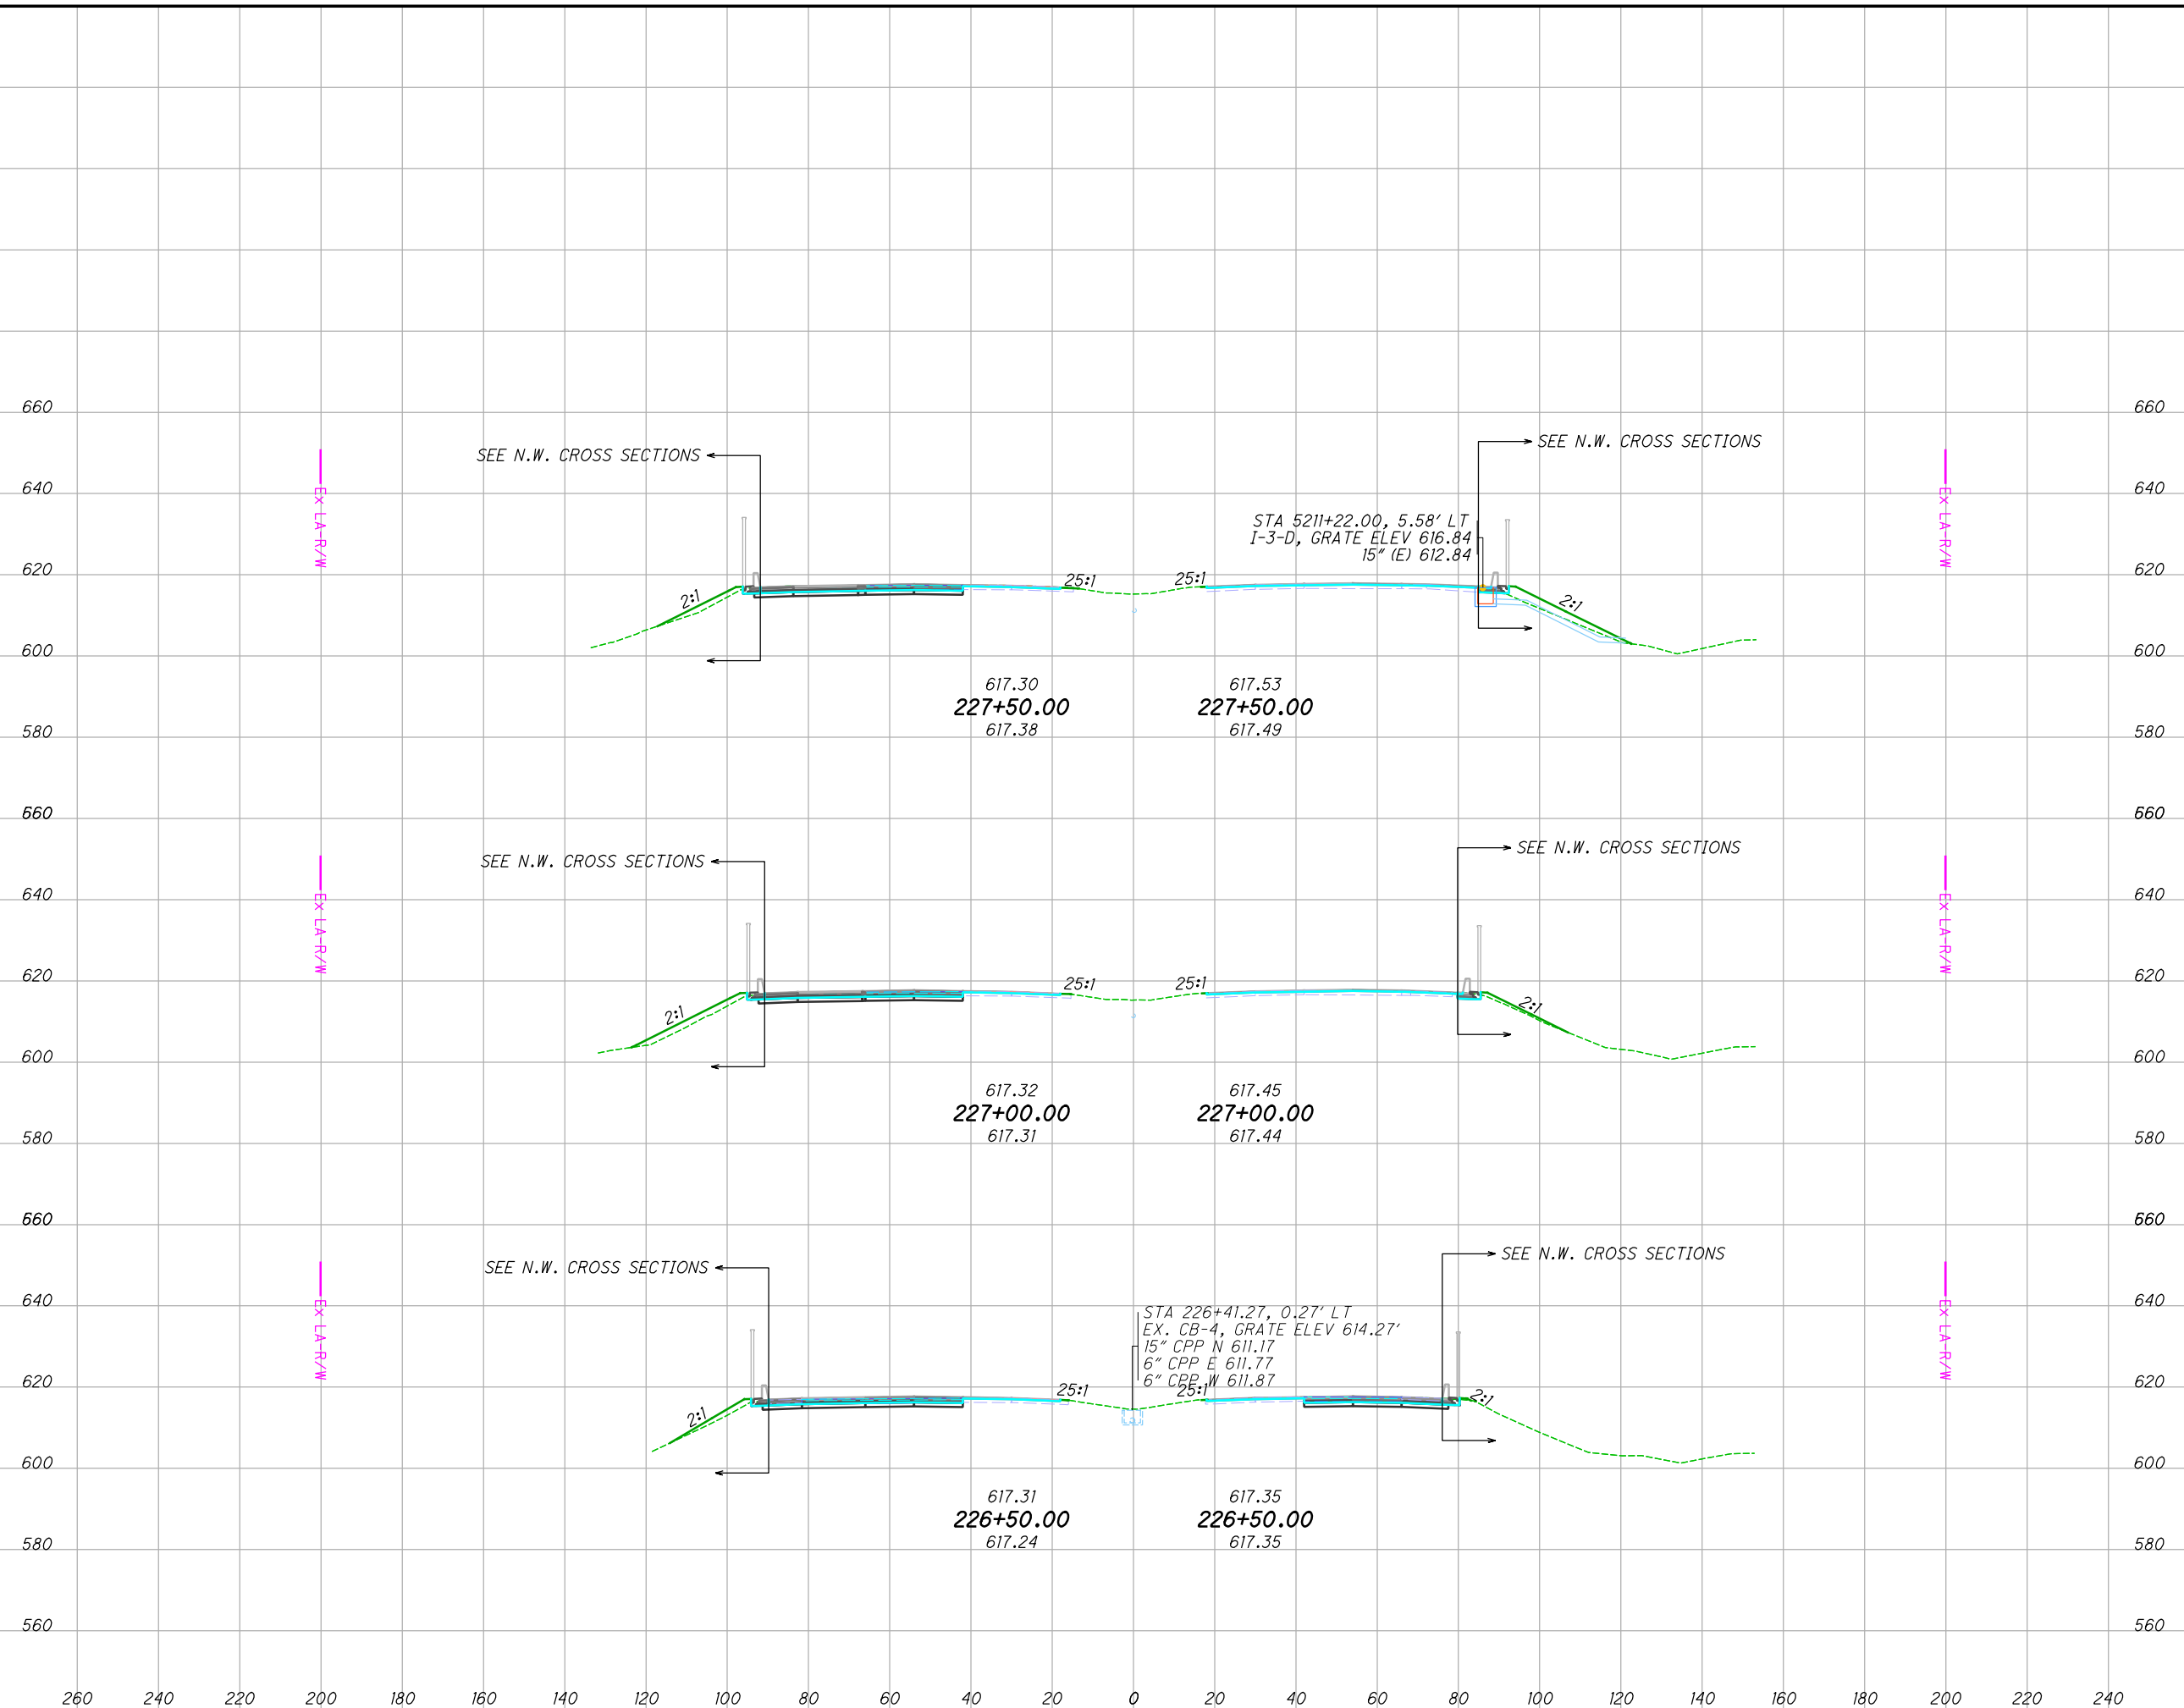 660 660
SEE N.W. CROSS SECTIONS SEE N.W. CROSS SECTIONS
640 640
EX LA-R/W EX LA-R/W
STA 5211+22.00, 5.58' LT
I-3-D, GRATE ELEV 616.84
15" (E) 612.84
620 620
2:1 25:1 25:1 2:1
600 600
617.30 617.53
227+50.00 227+50.00
617.38 617.49
580 580
660 660
SEE N.W. CROSS SECTIONS SEE N.W. CROSS SECTIONS
640 640
EX LA-R/W EX LA-R/W
620 620
2:1 25:1 25:1 2:1
600 600
617.32 617.45
227+00.00 227+00.00
617.31 617.44
580 580
660 660
SEE N.W. CROSS SECTIONS SEE N.W. CROSS SECTIONS
640 640
EX LA-R/W EX LA-R/W
STA 226+41.27, 0.27' LT
EX. CB-4, GRATE ELEV 614.27'
15" CPP N 611.17
6" CPP E 611.77
6" CPP W 611.87
620 620
2:1 25:1 25:1 2:1
600 600
617.31 617.35
226+50.00 226+50.00
617.24 617.35
580 580
560 560
260 240 220 200 180 160 140 120 100 80 60 40 20 0 20 40 60 80 100 120 140 160 180 200 220 240